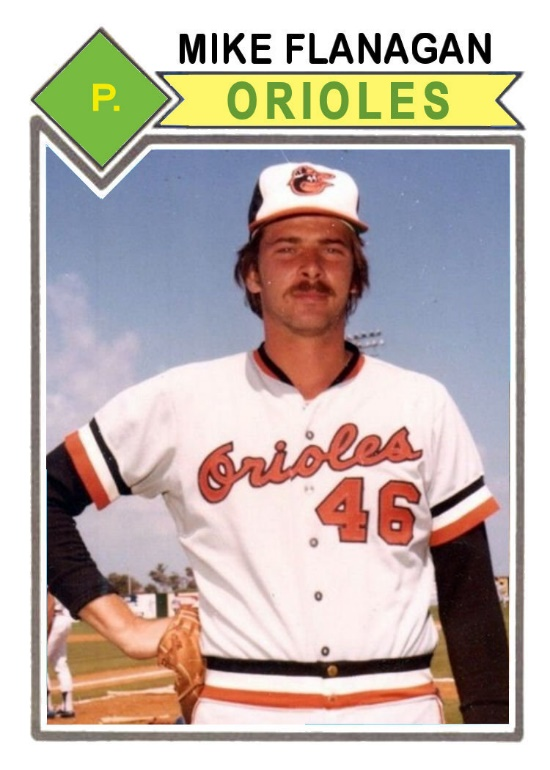 MIKE FLANAGAN
P.
ORIOLES
Orioles
46